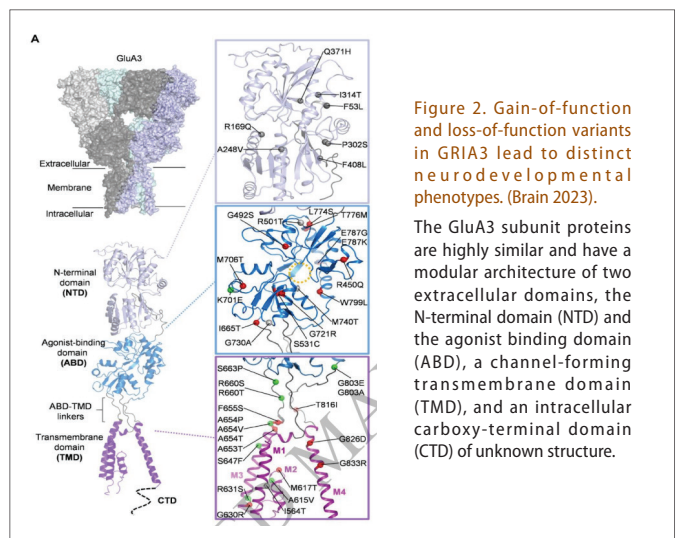 A
GluA3
Extracellular
Membrane
Intracellular
N-terminal
domain
(NTD)
Agonist-binding
domain
(ABD)
ABD-TMD
linkers
Transmembrane
domain
(TMD)
CTD
Q371H
I314T
F53L
R169Q
A248V
P302S
F408L
L774S
G492S
T776M
R501T
E787G
E787K
M706T
R450Q
K701E
W799L
M740T
I665T
G721R
G730A
S531C
S663P
G803E
R660S
G803A
R660T
T816I
F655S
A654P
A654V
A654T
G826D
A653T
M1
S647F
G833R
M3
M2
R631S
M617T
M4
A615V
G630R
I564T
Figure 2. Gain-of-function
and loss-of-function variants
in GRIA3 lead to distinct
neurodevelopmental
phenotypes. (Brain 2023).
The GluA3 subunit proteins
are highly similar and have a
modular architecture of two
extracellular domains, the
N-terminal domain (NTD) and
the agonist binding domain
(ABD), a channel-forming
transmembrane domain
(TMD), and an intracellular
carboxy-terminal domain
(CTD) of unknown structure.